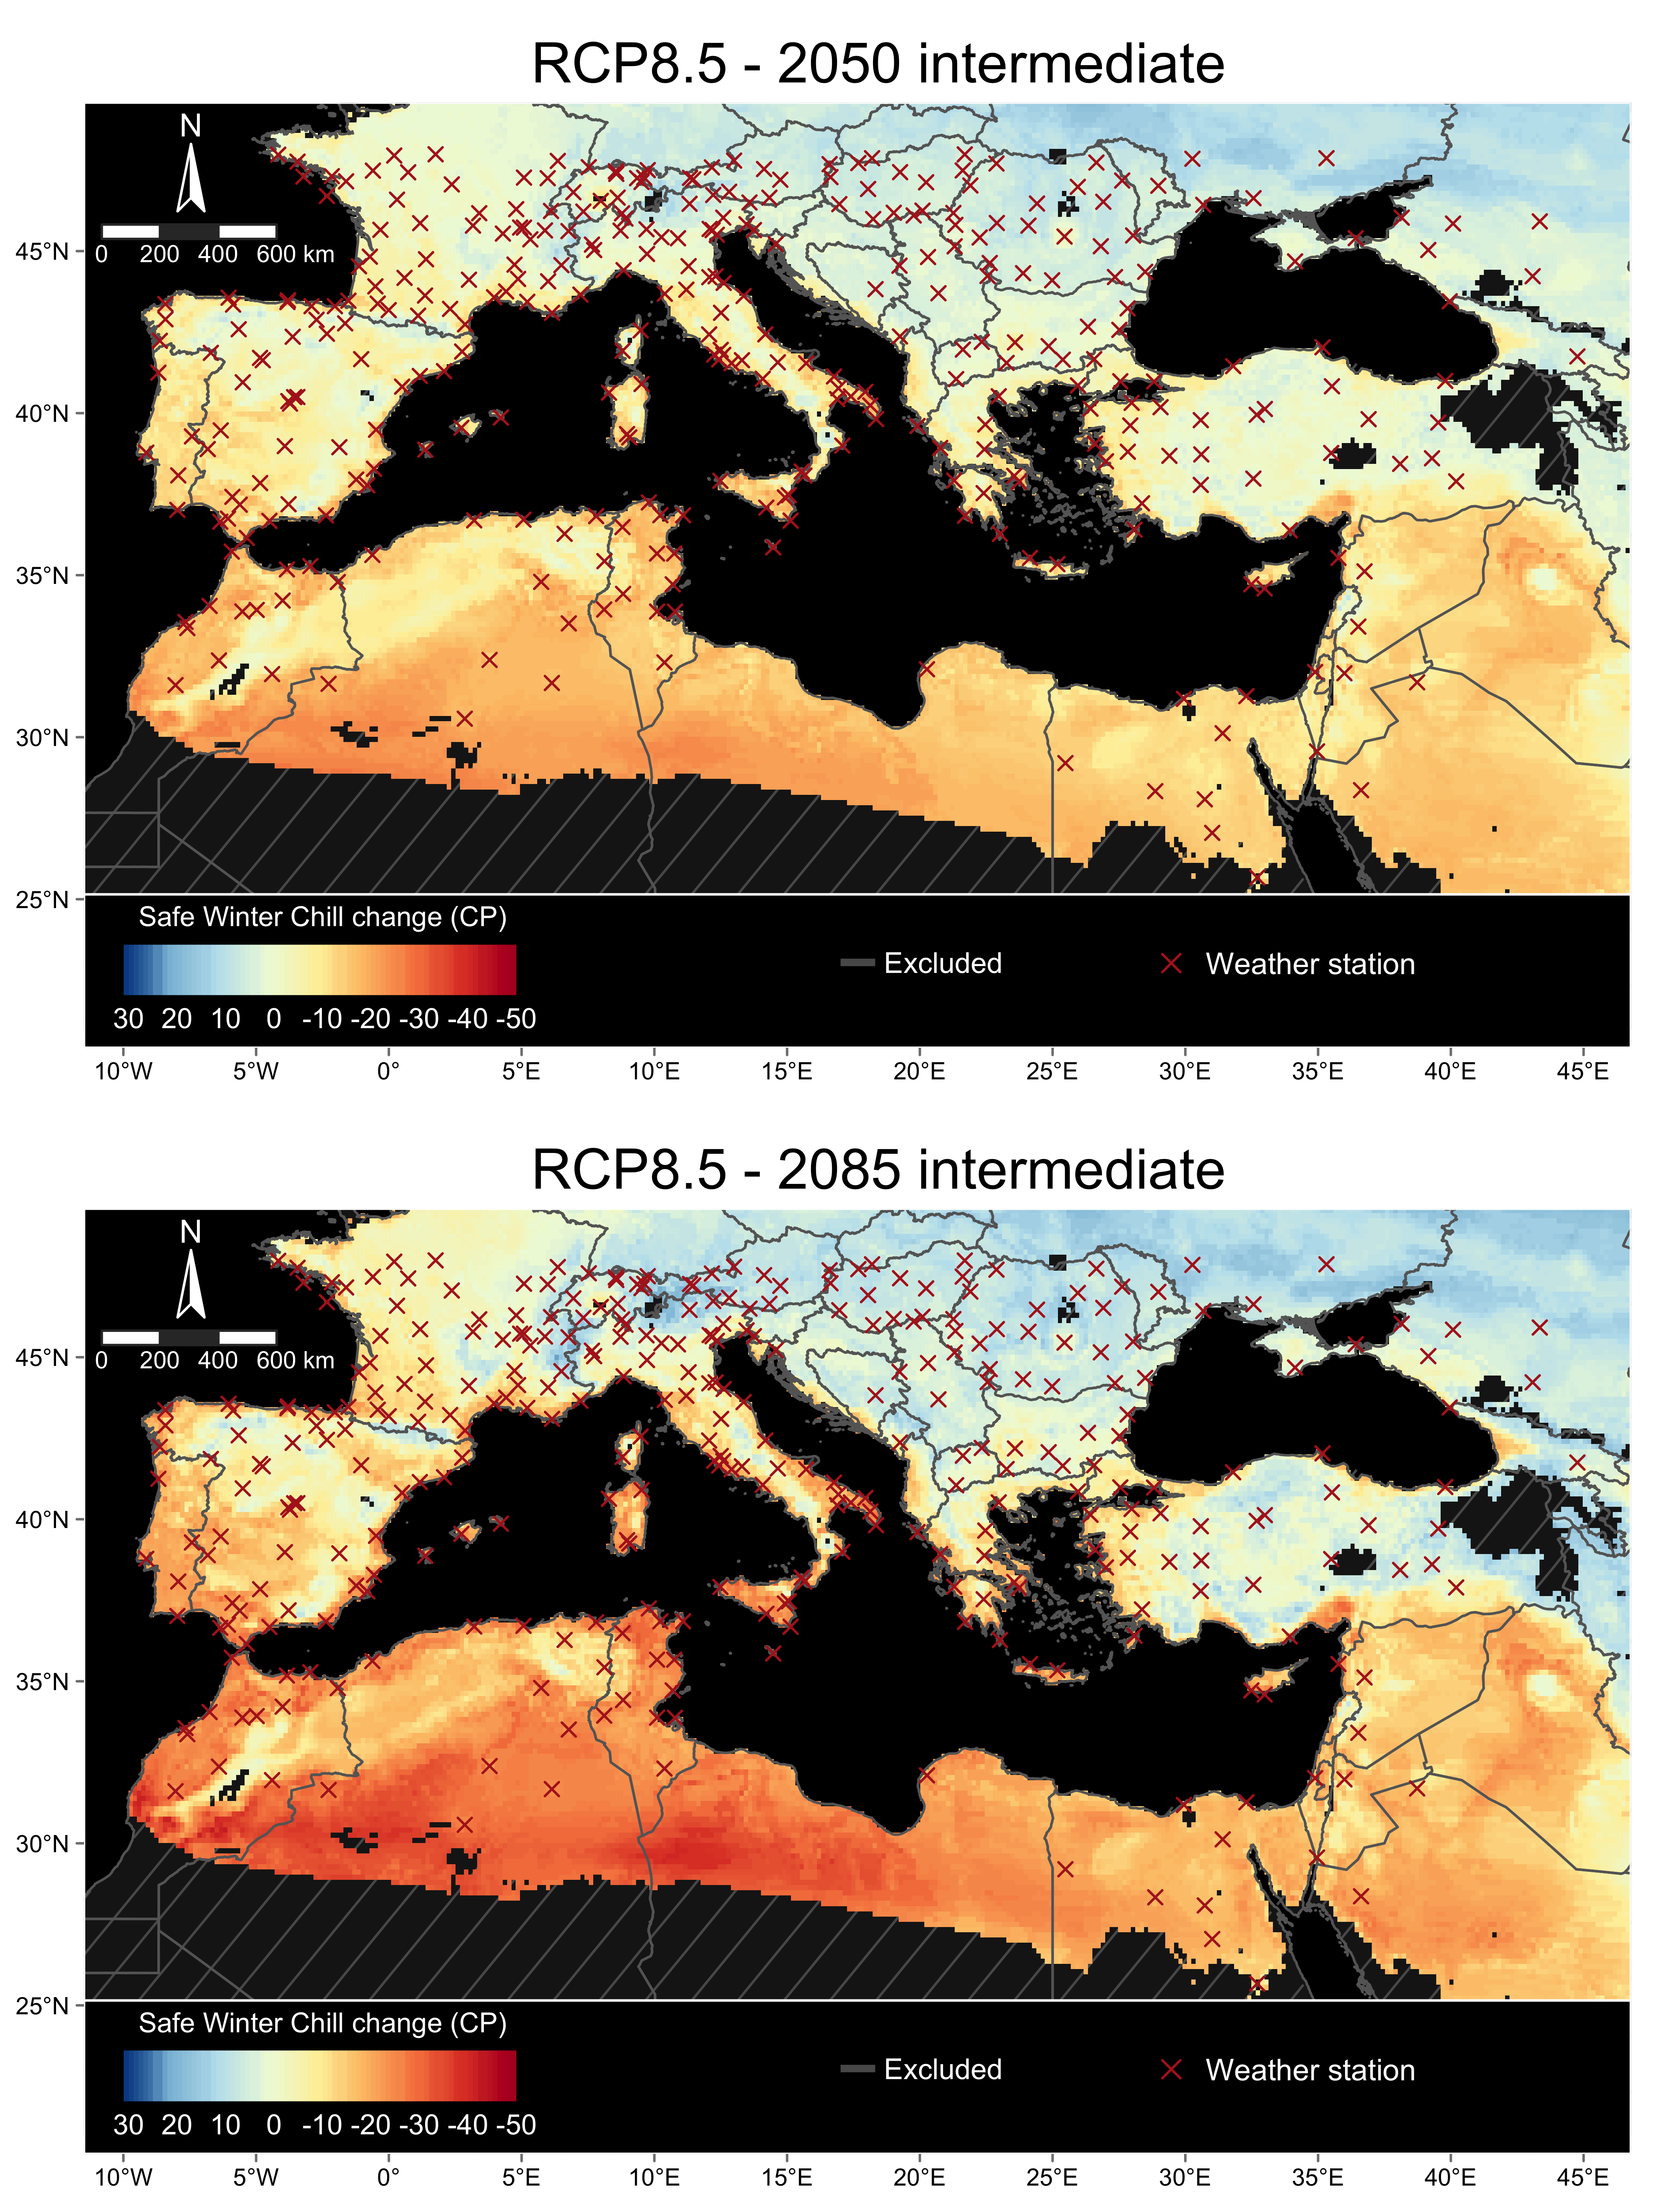 RCP8.5 - 2050 intermediate
N
0 200 400 600 km
45°N
40°N
35°N
30°N
25°N
Safe Winter Chill change (CP)
30 20 10 0 -10 -20 -30 -40 -50
Excluded
Weather station
10°W 5°W 0° 5°E 10°E 15°E 20°E 25°E 30°E 35°E 40°E 45°E
RCP8.5 - 2085 intermediate
N
0 200 400 600 km
45°N
40°N
35°N
30°N
25°N
Safe Winter Chill change (CP)
30 20 10 0 -10 -20 -30 -40 -50
Excluded
Weather station
10°W 5°W 0° 5°E 10°E 15°E 20°E 25°E 30°E 35°E 40°E 45°E